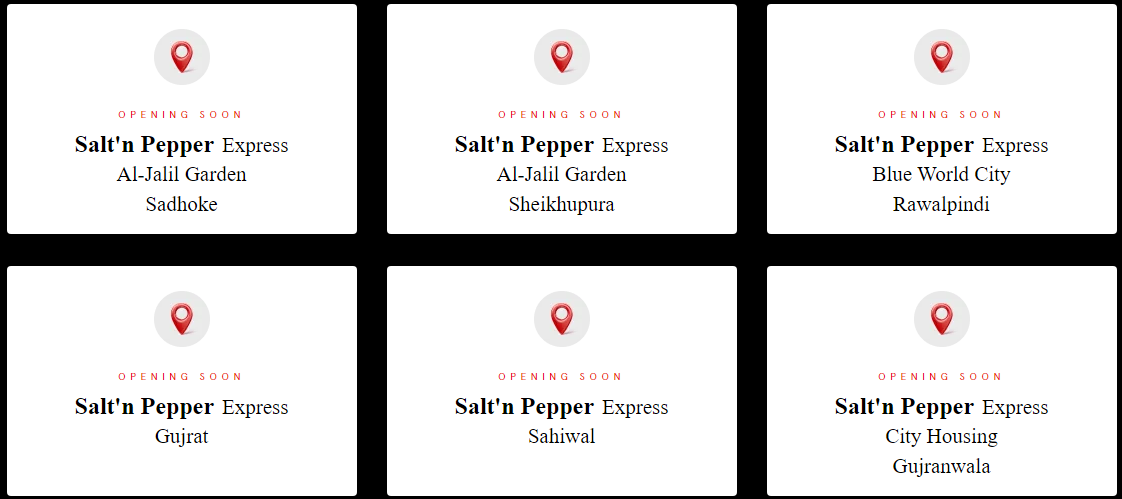 OPENING SOON
Salt'n Pepper Express
Al-Jalil Garden
Sadhoke
OPENING SOON
Salt'n Pepper Express
Al-Jalil Garden
Sheikhupura
OPENING SOON
Salt'n Pepper Express
Blue World City
Rawalpindi
OPENING SOON
Salt'n Pepper Express
Gujrat
OPENING SOON
Salt'n Pepper Express
Sahiwal
OPENING SOON
Salt'n Pepper Express
City Housing
Gujranwala